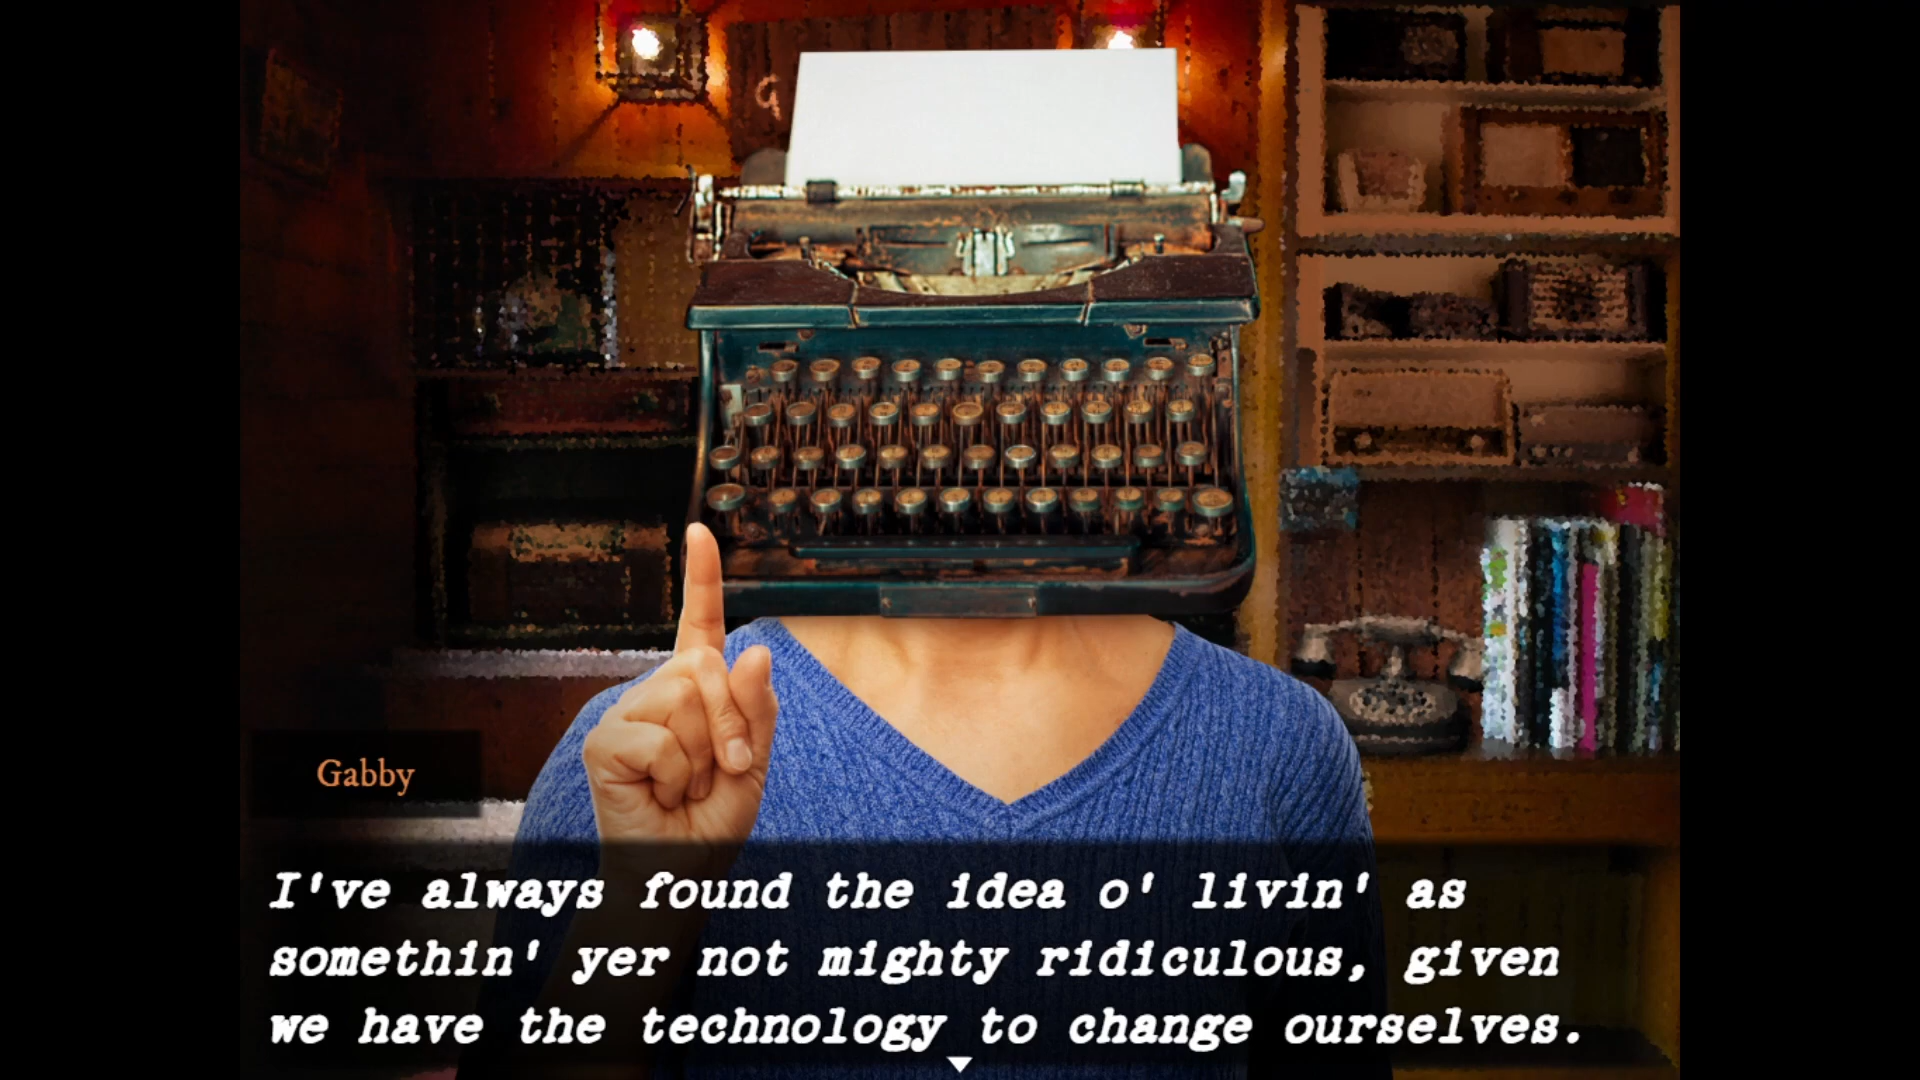 G
Gabby
I've always found the idea o' livin' as
somethin' yer not mighty ridiculous, given
we have the technology to change ourselves.